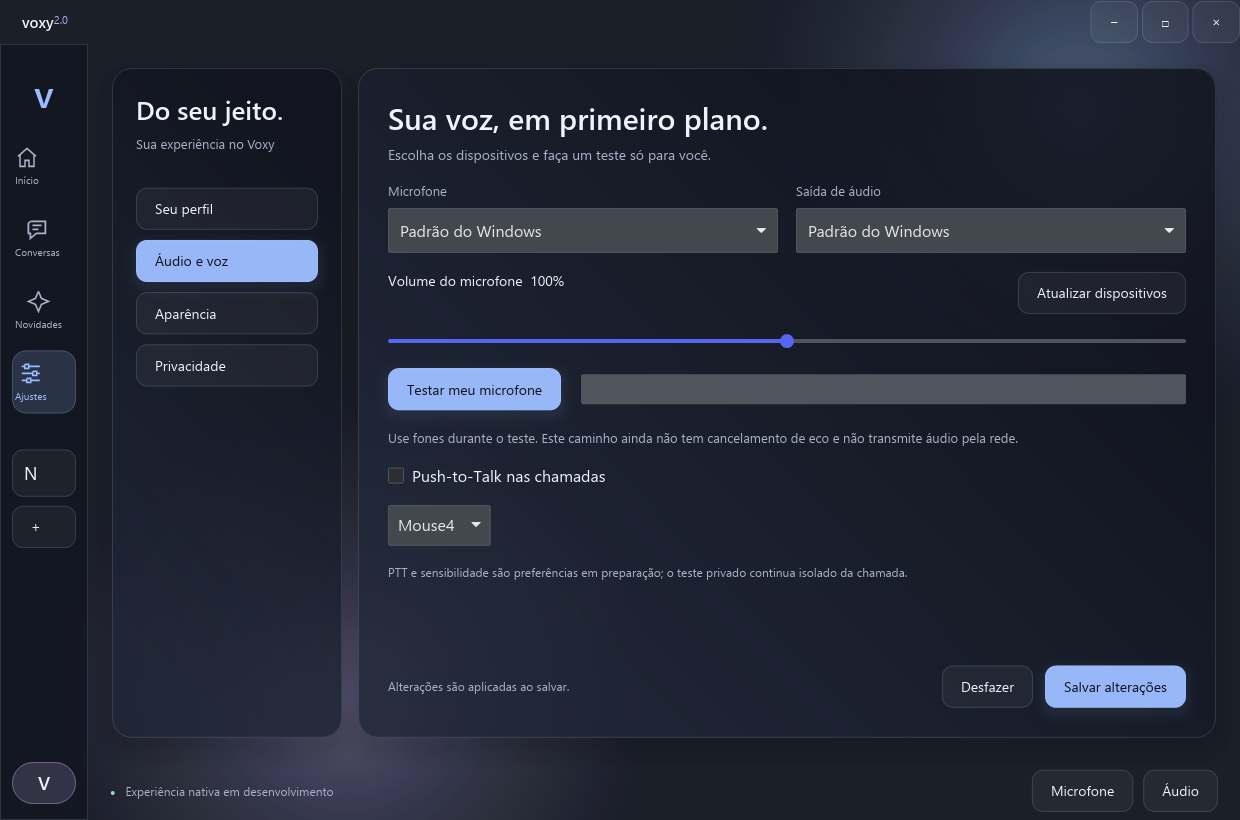 voxy2.0
V
Início
Conversas
Novidades
Ajustes
N
+
V
Do seu jeito.
Sua experiência no Voxy
Seu perfil
Áudio e voz
Aparência
Privacidade
Sua voz, em primeiro plano.
Escolha os dispositivos e faça um teste só para você.
Microfone
Saída de áudio
Padrão do Windows
Padrão do Windows
Volume do microfone 100%
Atualizar dispositivos
Testar meu microfone
Use fones durante o teste. Este caminho ainda não tem cancelamento de eco e não transmite áudio pela rede.
Push-to-Talk nas chamadas
Mouse4
PTT e sensibilidade são preferências em preparação; o teste privado continua isolado da chamada.
Alterações são aplicadas ao salvar.
Desfazer
Salvar alterações
• Experiência nativa em desenvolvimento
Microfone
Áudio